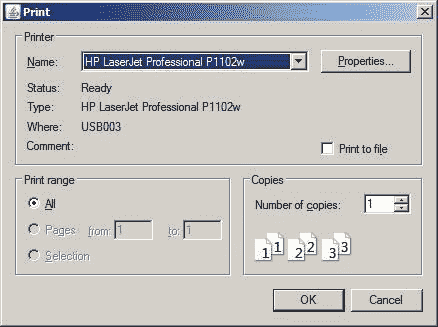 Print
Printer
Name: HP LaserJet Professional P1102w Properties...
Status: Ready
Type: HP LaserJet Professional P1102w
Where: USB003
Comment: Print to file
Print range
All
Pages from: 1 to: 1
Selection
Copies
Number of copies: 1
1 1 2 2 3 3
OK Cancel